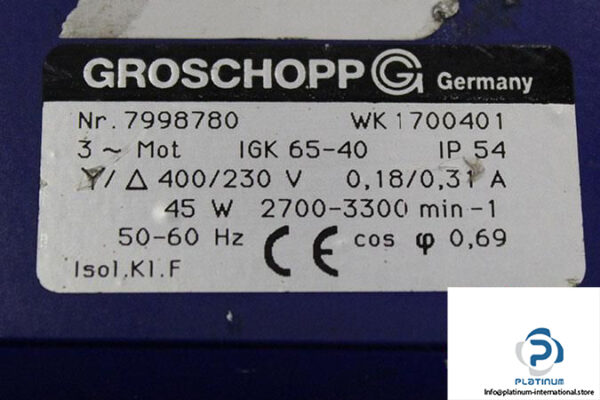 GROSCHOPP G Germany
Nr. 7998780 WK 1700401
3 ~ Mot IGK 65-40 IP 54
Y/ Δ 400/230 V 0,18/0,31 A
45 W 2700-3300 min-1
50-60 Hz CE cos φ 0,69
Isol.Kl.F
PLATINUM
Info@platinum-international.store